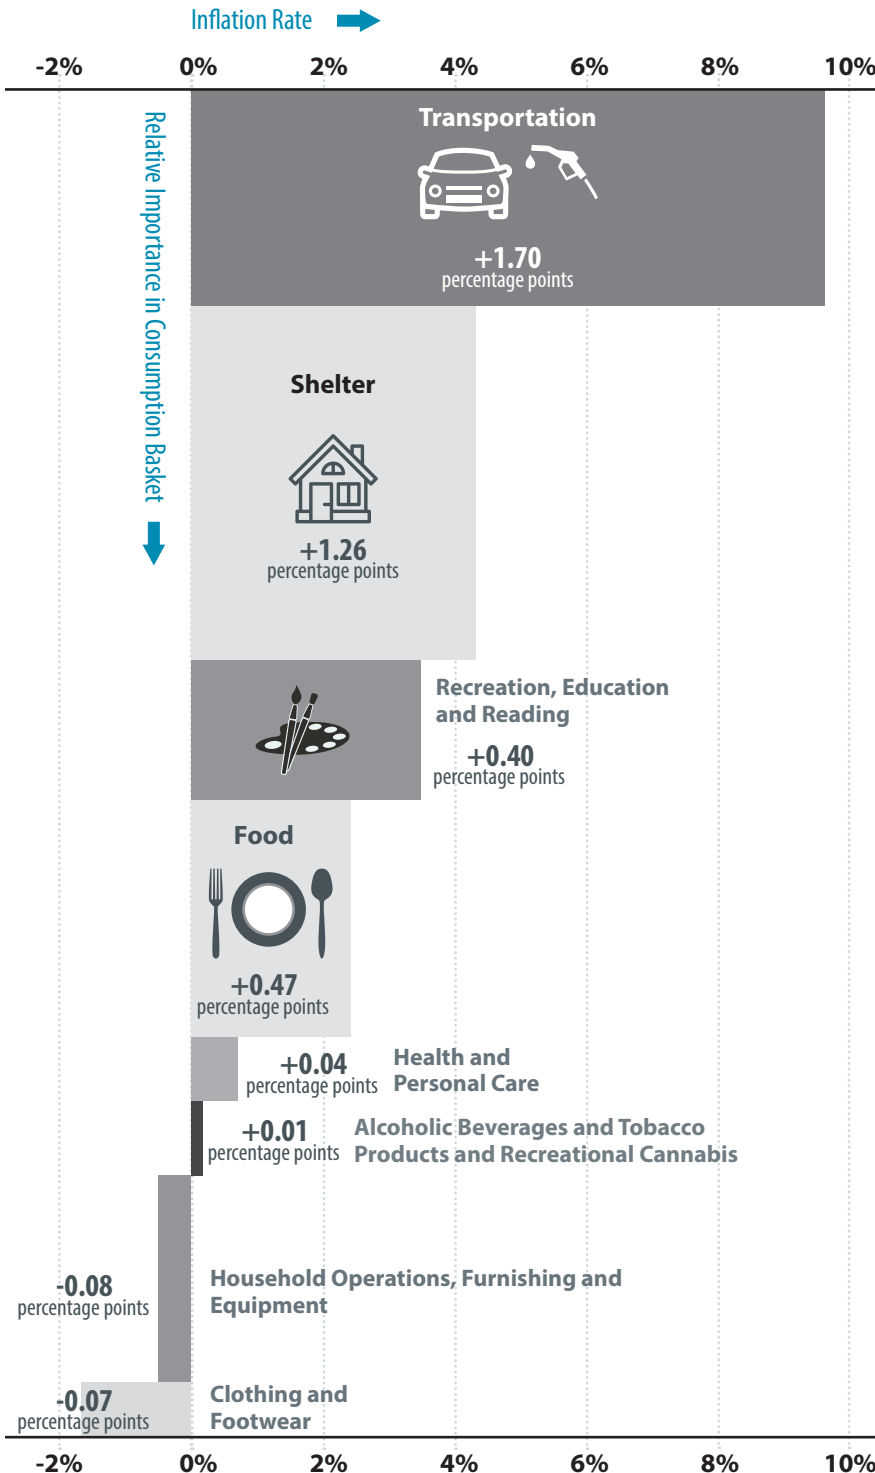 Inflation Rate
-2% 0% 2% 4% 6% 8% 10%
Relative Importance in Consumption Basket
Transportation
+1.70
percentage points
Shelter
+1.26
percentage points
Recreation, Education
and Reading
+0.40
percentage points
Food
+0.47
percentage points
+0.04
percentage points
Health and
Personal Care
+0.01
percentage points
Alcoholic Beverages and Tobacco
Products and Recreational Cannabis
-0.08
percentage points
Household Operations, Furnishing and
Equipment
-0.07
percentage points
Clothing and
Footwear
-2% 0% 2% 4% 6% 8% 10%